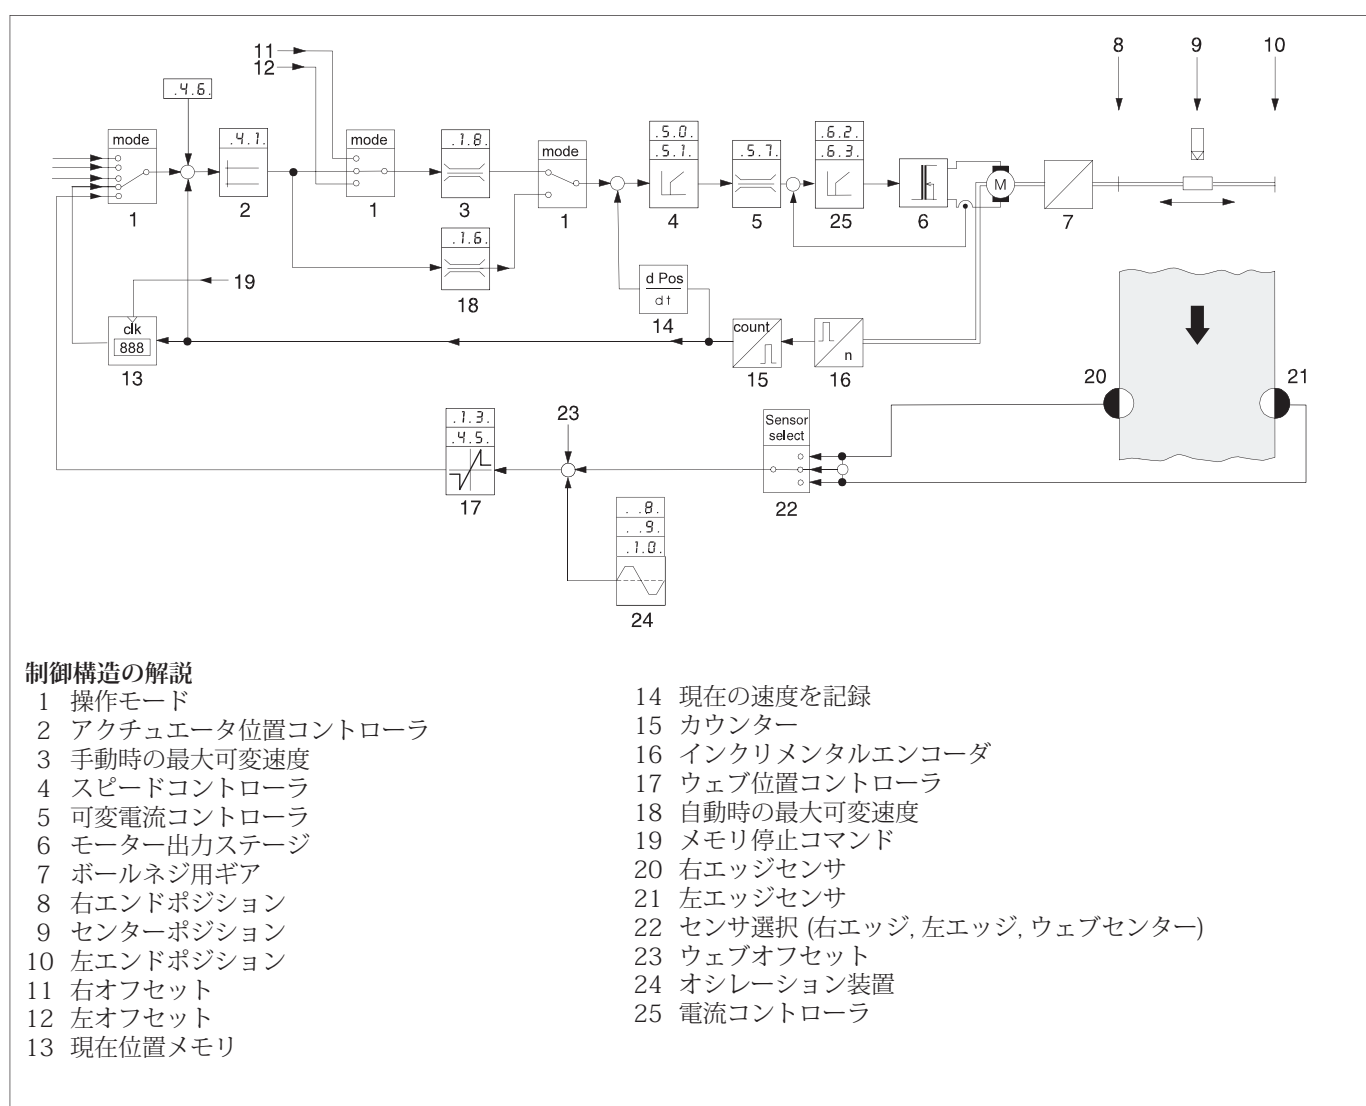 8 9 10
11
12
.4.6.
mode
.4.1.
mode
.1.8.
mode
.5.0.
.5.1.
.5.7.
.6.2.
.6.3.
M
1 2 1 3 1 4 5 25 6 7
.1.6.
18
19
clk
888
13
d Pos
dt
14
count
15
n
16
20 21
.1.3.
.4.5.
17
23
Sensor
select
22
. .8.
. .9.
.1.0.
24
制御構造の解説
1 操作モード
2 アクチュエータ位置コントローラ
3 手動時の最大可変速度
4 スピードコントローラ
5 可変電流コントローラ
6 モーター出力ステージ
7 ボールネジ用ギア
8 右エンドポジション
9 センターポジション
10 左エンドポジション
11 右オフセット
12 左オフセット
13 現在位置メモリ
14 現在の速度を記録
15 カウンター
16 インクリメンタルエンコーダ
17 ウェブ位置コントローラ
18 自動時の最大可変速度
19 メモリ停止コマンド
20 右エッジセンサ
21 左エッジセンサ
22 センサ選択 (右エッジ, 左エッジ, ウェブセンター)
23 ウェブオフセット
24 オシレーション装置
25 電流コントローラ